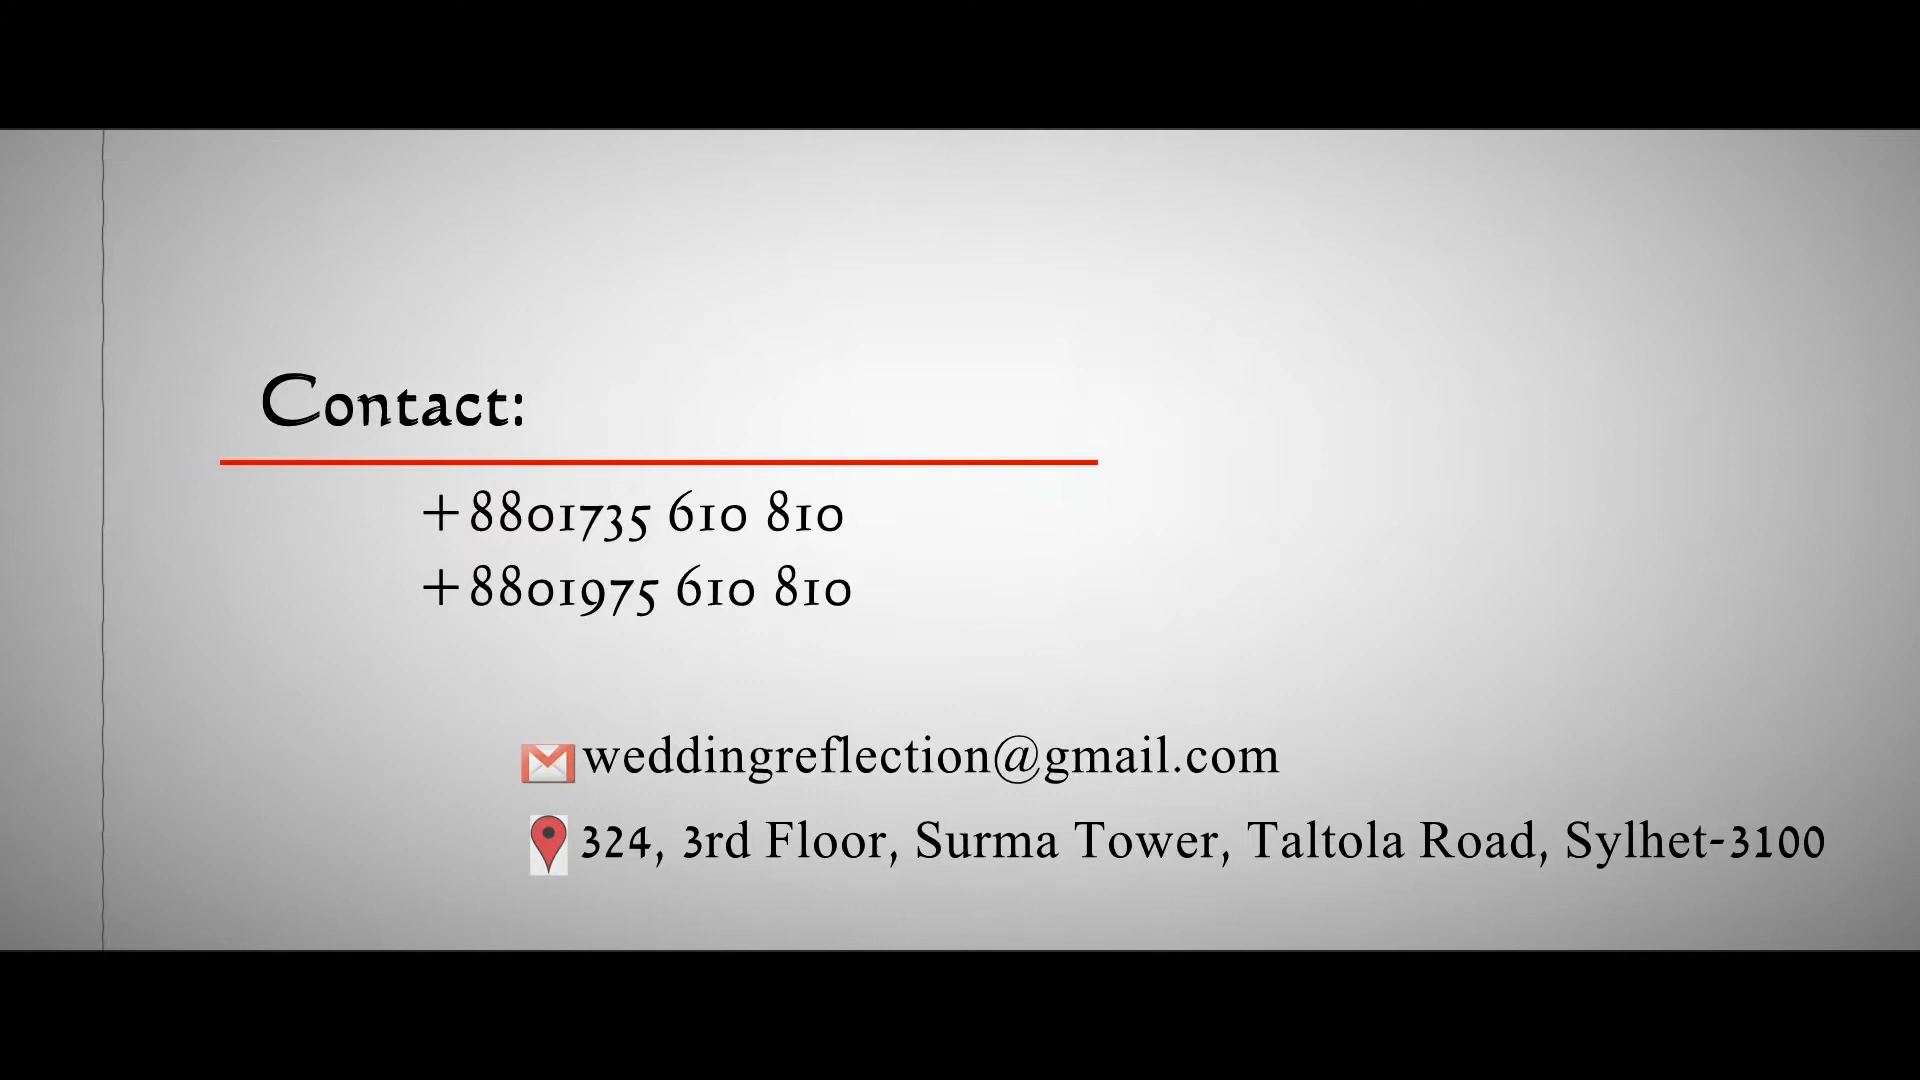 Contact:
+8801735 610 810
+8801975 610 810
weddingreflection@gmail.com
324, 3rd Floor, Surma Tower, Taltola Road, Sylhet-3100